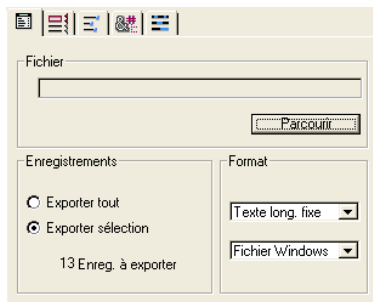 &#
Fichier
Parcourir
Enregistrements
Exporter tout
Exporter sélection
13 Enreg. à exporter
Format
Texte long. fixe
Fichier Windows